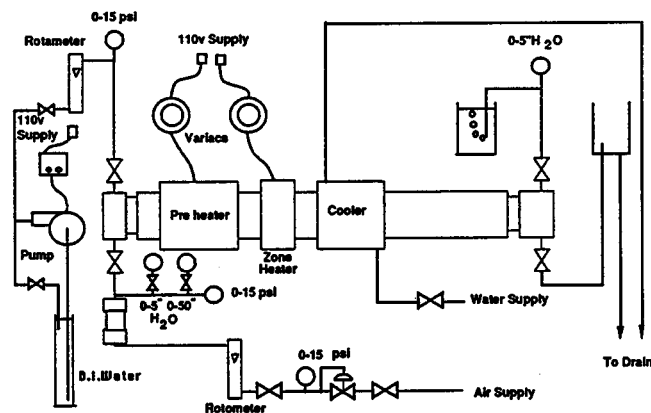 0-15 psi
Rotameter
110v Supply
0-5"H₂O
110v
Supply
Variacs
Pre heater
Cooler
Pump
Zone
Heater
0-5" 0-50"
H₂O
0-15 psi
Water Supply
D.I.Water
0-15 psi
To Drain
Rotometer
Air Supply